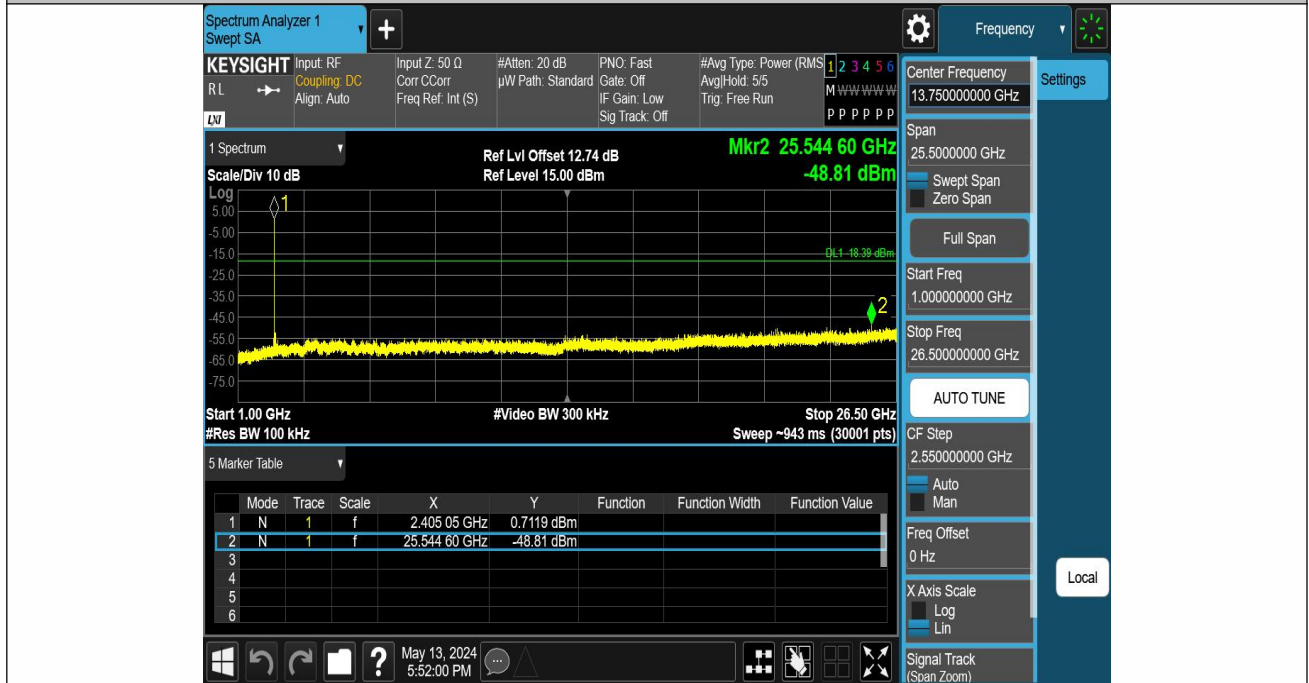 Spectrum Analyzer 1
Swept SA
+
Frequency
KEYSIGHT
RL
LXI
Input: RF
Coupling: DC
Align: Auto
Input Z: 50 Ω
Corr CCorr
Freq Ref: Int (S)
#Atten: 20 dB
µW Path: Standard
PNO: Fast
Gate: Off
IF Gain: Low
Sig Track: Off
#Avg Type: Power (RMS
Avg|Hold: 5/5
Trig: Free Run
1 2 3 4 5 6
M W W W W W
P P P P P P
1 Spectrum
Scale/Div 10 dB
Ref Lvl Offset 12.74 dB
Ref Level 15.00 dBm
Mkr2 25.544 60 GHz
-48.81 dBm
Log
5.00
-5.00
-15.0
-25.0
-35.0
-45.0
-55.0
-65.0
-75.0
1
DL1 -18.39 dBm
2
Start 1.00 GHz
#Res BW 100 kHz
#Video BW 300 kHz
Stop 26.50 GHz
Sweep ~943 ms (30001 pts)
5 Marker Table
Mode Trace Scale X Y Function Function Width Function Value
1 N 1 f 2.405 05 GHz 0.7119 dBm
2 N 1 f 25.544 60 GHz -48.81 dBm
3
4
5
6
?
May 13, 2024
5:52:00 PM
Center Frequency
13.750000000 GHz
Settings
Span
25.5000000 GHz
Swept Span
Zero Span
Full Span
Start Freq
1.000000000 GHz
Stop Freq
26.500000000 GHz
AUTO TUNE
CF Step
2.550000000 GHz
Auto
Man
Freq Offset
0 Hz
Local
X Axis Scale
Log
Lin
Signal Track
(Span Zoom)